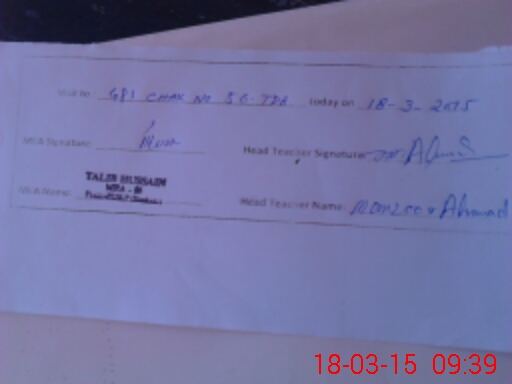 Visit to: GPS CHAK NO 50-TDA Today on 18-3-2015
MEA Signature: Head Teacher Signature:
TALIB HUSSAIN
MEA Name: Head Teacher Name: Manzoor Ahmad
18-03-15 09:39